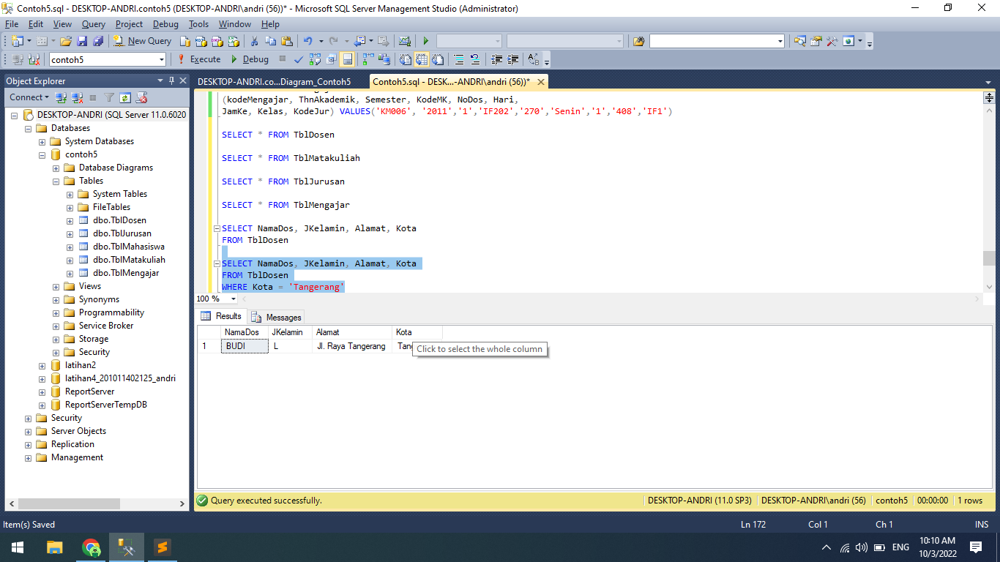 Contoh5.sql - DESKTOP-ANDRI.contoh5 (DESKTOP-ANDRI\andri (56))* - Microsoft SQL Server Management Studio (Administrator)
File Edit View Query Project Debug Tools Window Help
New Query
contoh5 Execute Debug
Object Explorer
Connect
DESKTOP-ANDRI (SQL Server 11.0.6020
Databases
System Databases
contoh5
Database Diagrams
Tables
System Tables
FileTables
dbo.TblDosen
dbo.TblJurusan
dbo.TblMahasiswa
dbo.TblMatakuliah
dbo.TblMengajar
Views
Synonyms
Programmability
Service Broker
Storage
Security
latihan2
latihan4_201011402125_andri
ReportServer
ReportServerTempDB
Security
Server Objects
Replication
Management
DESKTOP-ANDRI.co...Diagram_Contoh5 Contoh5.sql - DESK...-ANDRI\andri (56))*
(kodeMengajar, ThnAkademik, Semester, KodeMK, NoDos, Hari,
JamKe, Kelas, KodeJur) VALUES('KM006', '2011','1','IF202','270','Senin','1','408','IF1')
SELECT * FROM TblDosen
SELECT * FROM TblMatakuliah
SELECT * FROM TblJurusan
SELECT * FROM TblMengajar
SELECT NamaDos, JKelamin, Alamat, Kota
FROM TblDosen
SELECT NamaDos, JKelamin, Alamat, Kota
FROM TblDosen
WHERE Kota = 'Tangerang'
100 %
Results Messages
NamaDos JKelamin Alamat Kota
1 BUDI L Jl. Raya Tangerang
Click to select the whole column
Query executed successfully. DESKTOP-ANDRI (11.0 SP3) DESKTOP-ANDRI\andri (56) contoh5 00:00:00 1 rows
Item(s) Saved Ln 172 Col 1 Ch 1 INS
ENG
10:10 AM
10/3/2022